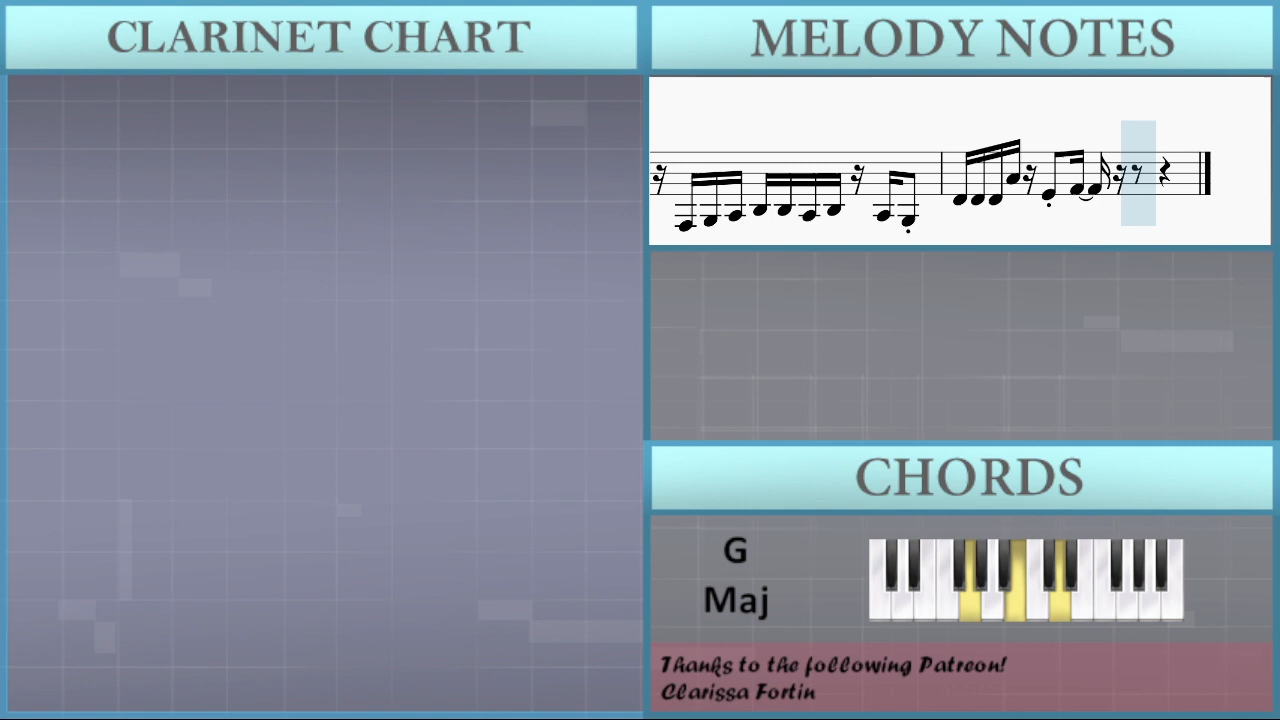 CLARINET CHART
MELODY NOTES
CHORDS
G
Maj
Thanks to the following Patreon!
Clarissa Fortin